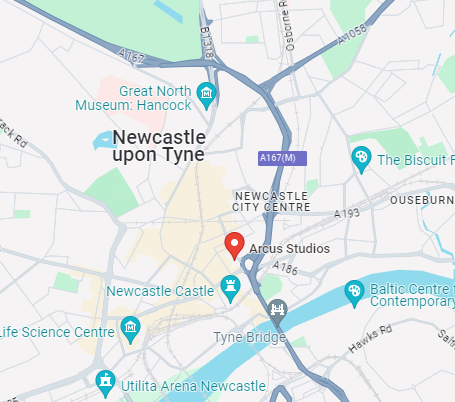 B1318
Osborne Rd
A167
A1058
Great North
Museum: Hancock
Newcastle
upon Tyne
A167(M)
The Biscuit F
NEWCASTLE
CITY CENTRE
A193
OUSEBURN
Arcus Studios
A186
Newcastle Castle
Baltic Centre f
Contemporary
Life Science Centre
Tyne Bridge
Hawks Rd
Utilita Arena Newcastle